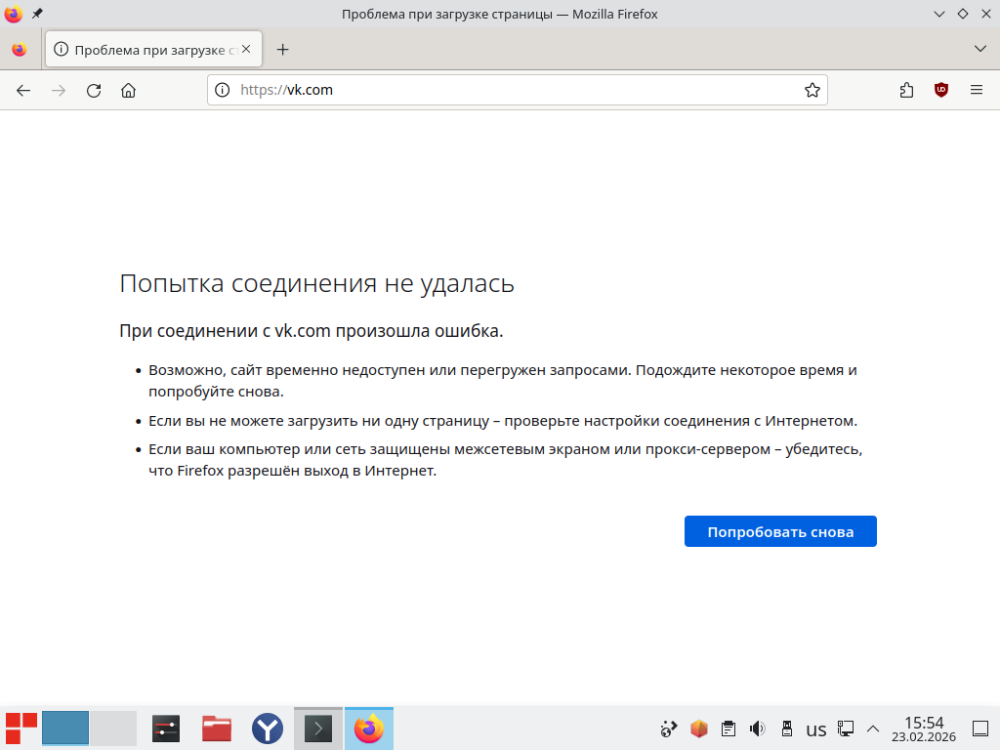 Проблема при загрузке страницы — Mozilla Firefox
Проблема при загрузке
https://vk.com
Попытка соединения не удалась
При соединении с vk.com произошла ошибка.
Возможно, сайт временно недоступен или перегружен запросами. Подождите некоторое время и
попробуйте снова.
Если вы не можете загрузить ни одну страницу – проверьте настройки соединения с Интернетом.
Если ваш компьютер или сеть защищены межсетевым экраном или прокси-сервером – убедитесь,
что Firefox разрешён выход в Интернет.
Попробовать снова
us
15:54
23.02.2026